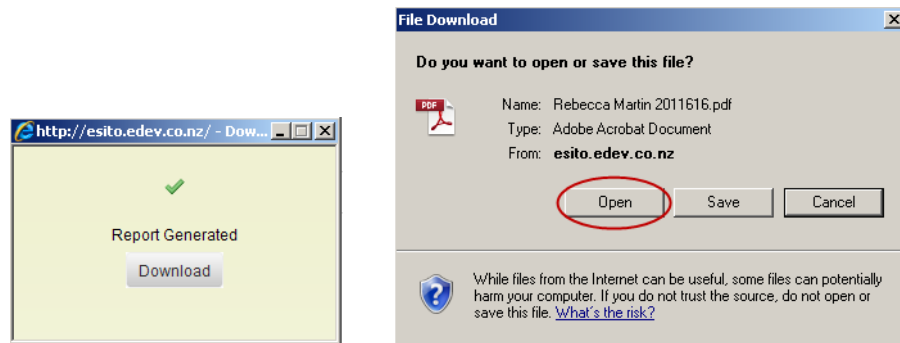 http://esito.edev.co.nz/ - Dow...
Report Generated
Download
File Download
Do you want to open or save this file?
PDF
Name: Rebecca Martin 2011616.pdf
Type: Adobe Acrobat Document
From: esito.edev.co.nz
Open Save Cancel
While files from the Internet can be useful, some files can potentially
harm your computer. If you do not trust the source, do not open or
save this file. What's the risk?